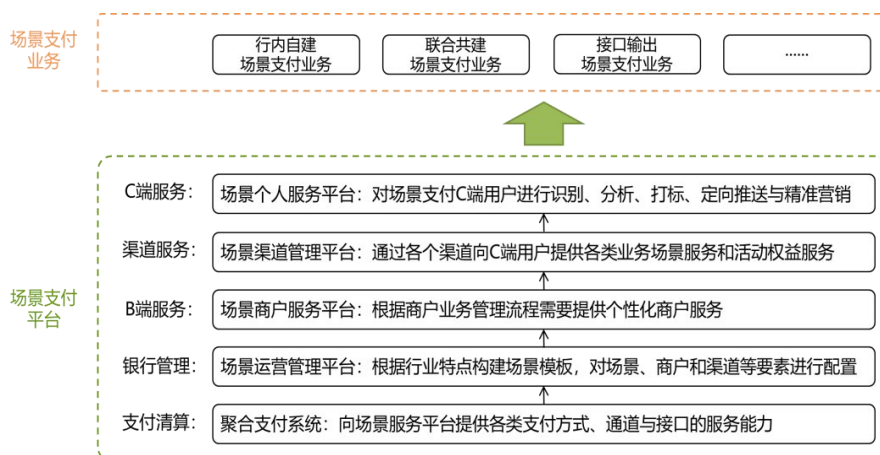 场景支付
业务
行内自建
场景支付业务
联合共建
场景支付业务
接口输出
场景支付业务
......
场景支付
平台
C端服务：
场景个人服务平台：对场景支付C端用户进行识别、分析、打标、定向推送与精准营销
渠道服务：
场景渠道管理平台：通过各个渠道向C端用户提供各类业务场景服务和活动权益服务
B端服务：
场景商户服务平台：根据商户业务管理流程需要提供个性化商户服务
银行管理：
场景运营管理平台：根据行业特点构建场景模板，对场景、商户和渠道等要素进行配置
支付清算：
聚合支付系统：向场景服务平台提供各类支付方式、通道与接口的服务能力